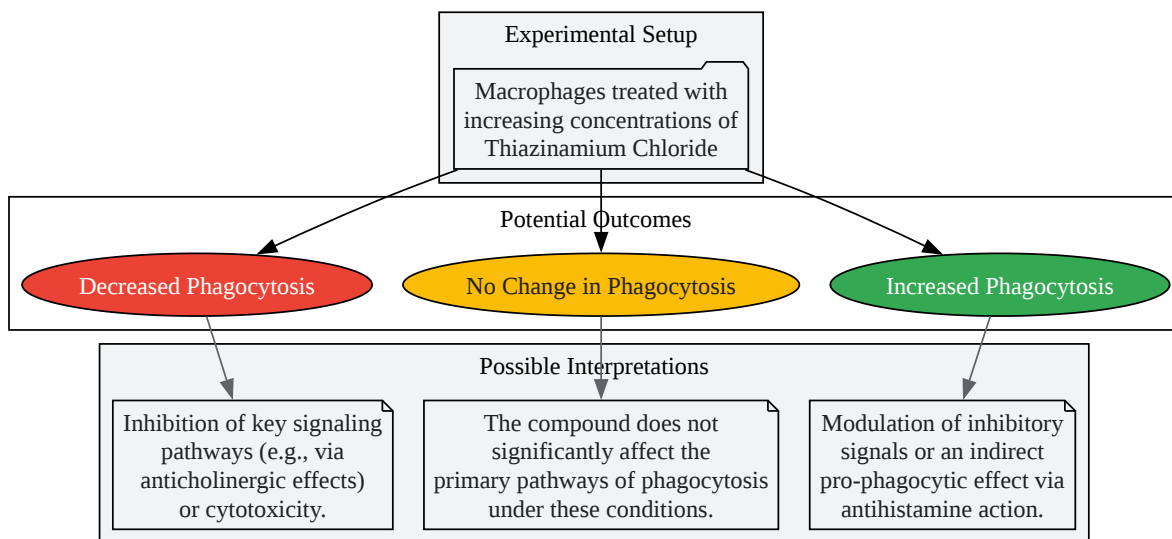 Experimental Setup
Macrophages treated with
increasing concentrations of
Thiazinamium Chloride
Potential Outcomes
Decreased Phagocytosis
No Change in Phagocytosis
Increased Phagocytosis
Possible Interpretations
Inhibition of key signaling
pathways (e.g., via
anticholinergic effects)
or cytotoxicity.
The compound does not
significantly affect the
primary pathways of phagocytosis
under these conditions.
Modulation of inhibitory
signals or an indirect
pro-phagocytic effect via
antihistamine action.